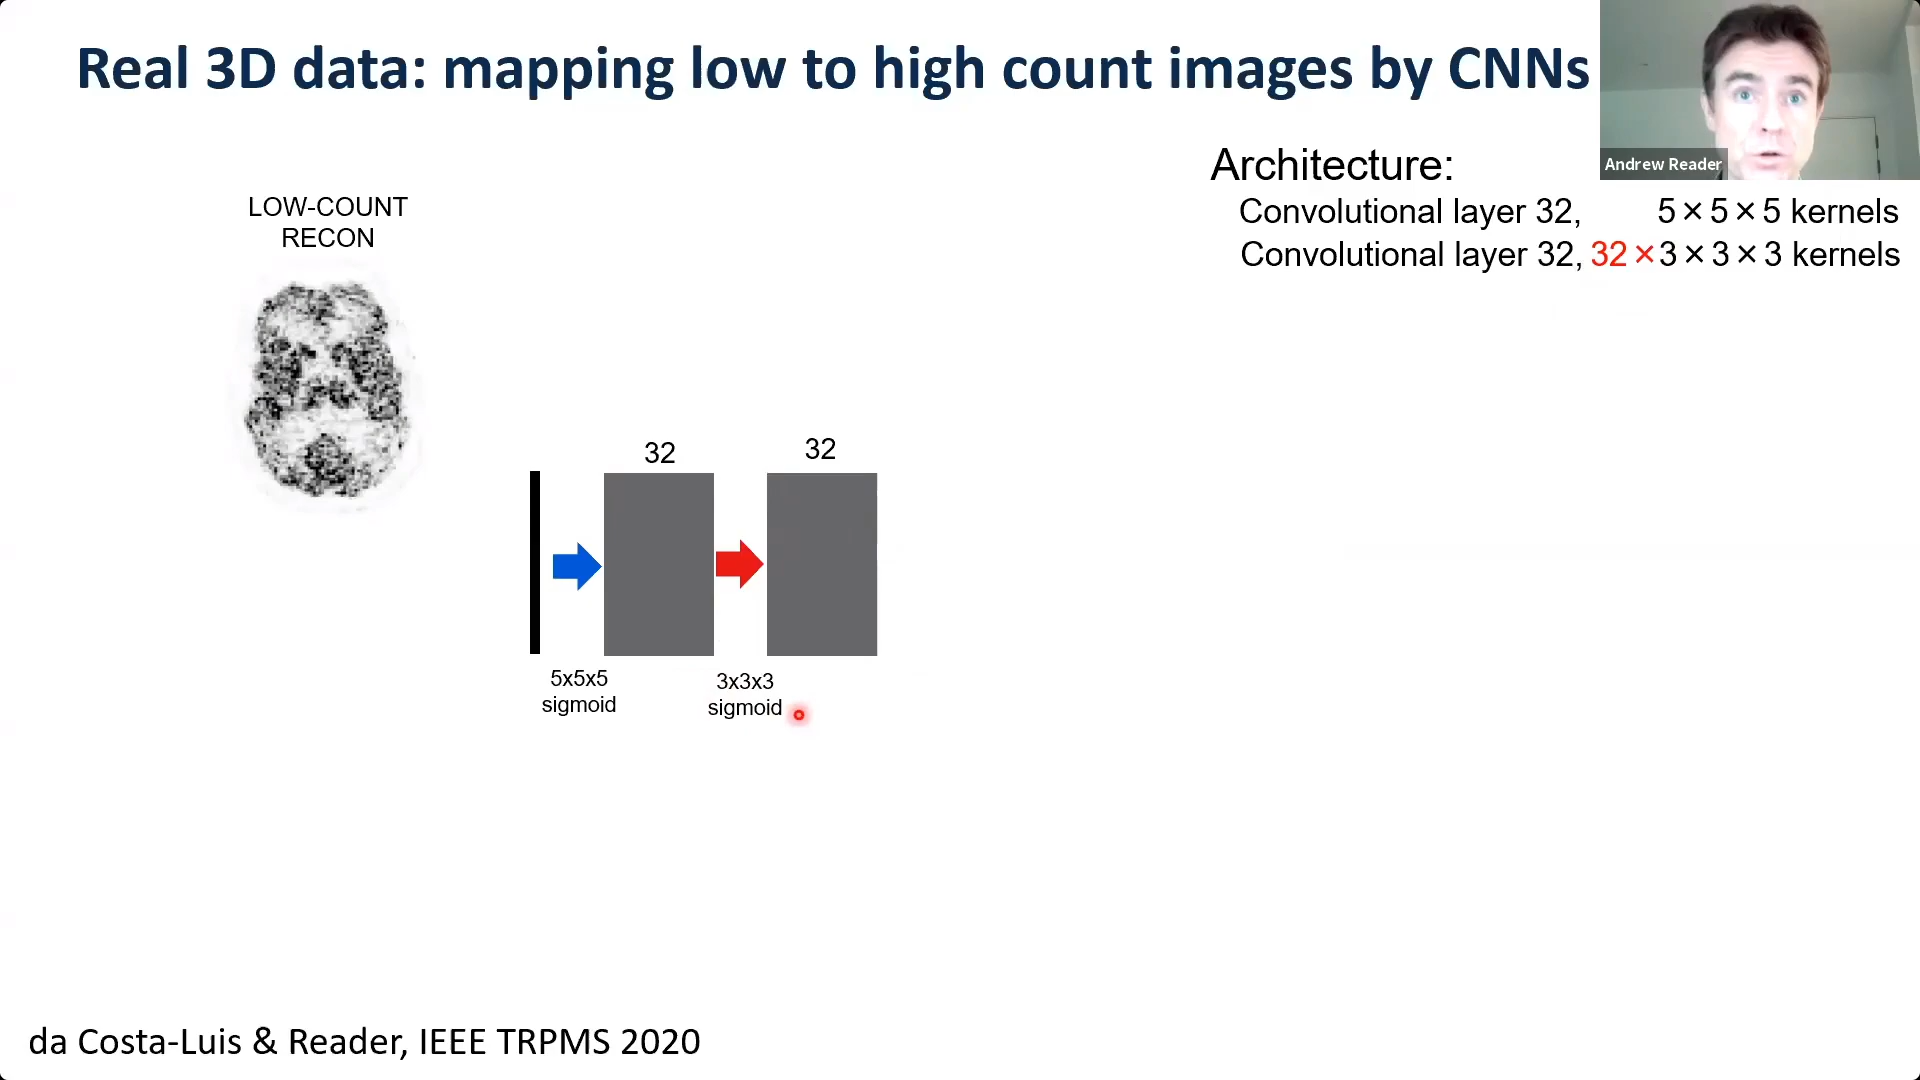 Real 3D data: mapping low to high count images by CNNs
Andrew Reader
Architecture:
Convolutional layer 32, 5×5×5 kernels
Convolutional layer 32, 32×3×3×3 kernels
LOW-COUNT
RECON
32
32
5x5x5
sigmoid
3x3x3
sigmoid
da Costa-Luis & Reader, IEEE TRPMS 2020